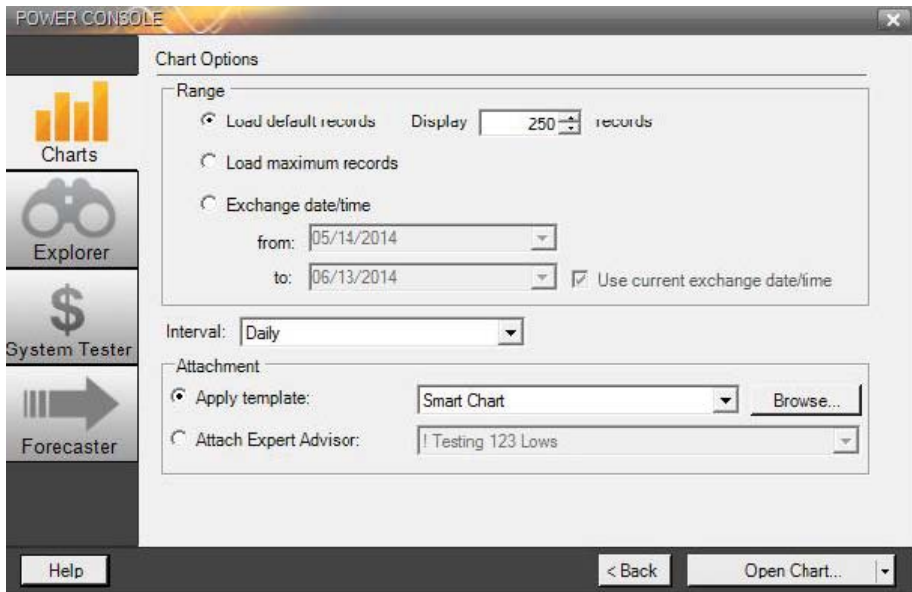 POWER CONSOLE
Chart Options
Charts
Explorer
System Tester
Forecaster
Range
Load default records Display 250 records
Load maximum records
Exchange date/time
from: 05/14/2014
to: 06/13/2014 Use current exchange date/time
Interval: Daily
Attachment
Apply template: Smart Chart Browse...
Attach Expert Advisor: ! Testing 123 Lows
Help < Back Open Chart...